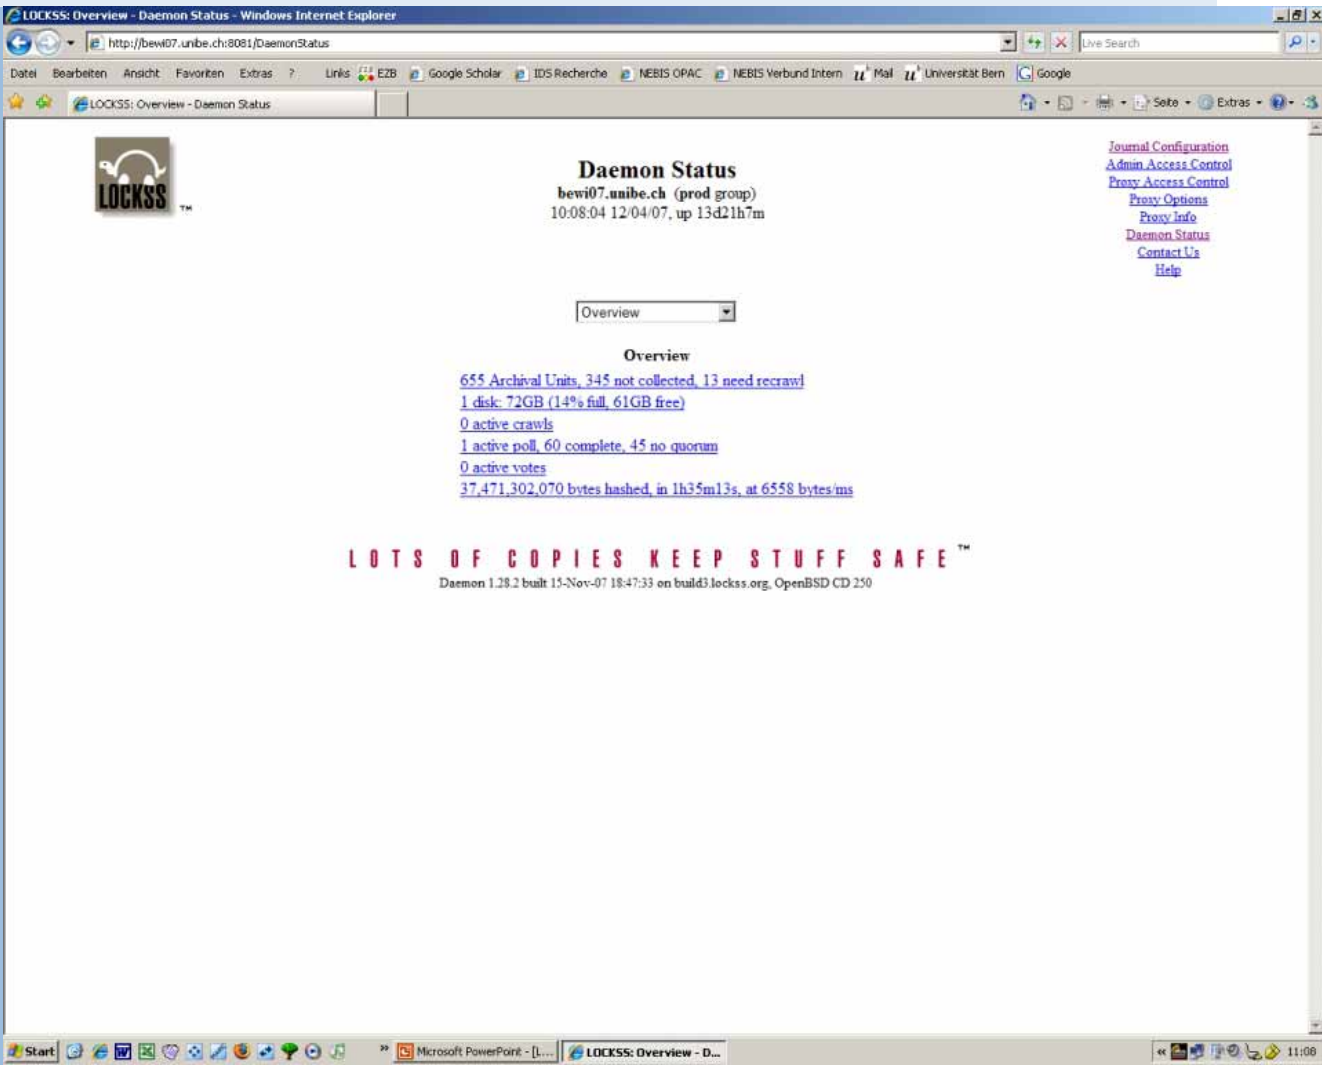 LOCKSS: Overview - Daemon Status - Windows Internet Explorer
http://bewi07.unibe.ch:8081/DaemonStatus
Live Search
Datei Bearbeiten Ansicht Favoriten Extras ? Links EZB Google Scholar IDS Recherche NEBIS OPAC NEBIS Verbund Intern Mail Universität Bern Google
LOCKSS: Overview - Daemon Status
Seite Extras
LOCKSS TM
Daemon Status
bewi07.unibe.ch (prod group)
10:08:04 12/04/07, up 13d21h7m
Journal Configuration
Admin Access Control
Proxy Access Control
Proxy Options
Proxy Info
Daemon Status
Contact Us
Help
Overview
Overview
655 Archival Units, 345 not collected, 13 need recrawl
1 disk: 72GB (14% full, 61GB free)
0 active crawls
1 active poll, 60 complete, 45 no quorum
0 active votes
37,471,302,070 bytes hashed, in 1h35m13s, at 6558 bytes/ms
LOTS OF COPIES KEEP STUFF SAFE ™
Daemon 1.28.2 built 15-Nov-07 18:47:33 on build3.lockss.org, OpenBSD CD 250
Start Microsoft PowerPoint - [L... LOCKSS: Overview - D... 11:08